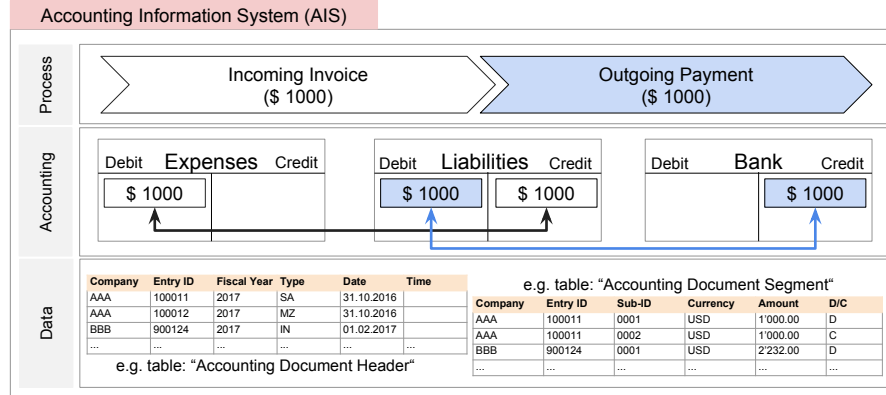 Accounting Information System (AIS)
Process
Incoming Invoice
($ 1000)
Outgoing Payment
($ 1000)
Accounting
Debit Expenses Credit
$ 1000
Debit Liabilities Credit
$ 1000 $ 1000
Debit Bank Credit
$ 1000
Data
Company Entry ID Fiscal Year Type Date Time
AAA 100011 2017 SA 31.10.2016
AAA 100012 2017 MZ 31.10.2016
BBB 900124 2017 IN 01.02.2017
... ... ... ... ... ...
e.g. table: “Accounting Document Header“
e.g. table: “Accounting Document Segment“
Company Entry ID Sub-ID Currency Amount D/C
AAA 100011 0001 USD 1’000.00 D
AAA 100011 0002 USD 1’000.00 C
BBB 900124 0001 USD 2’232.00 D
... ... ... ... ... ...